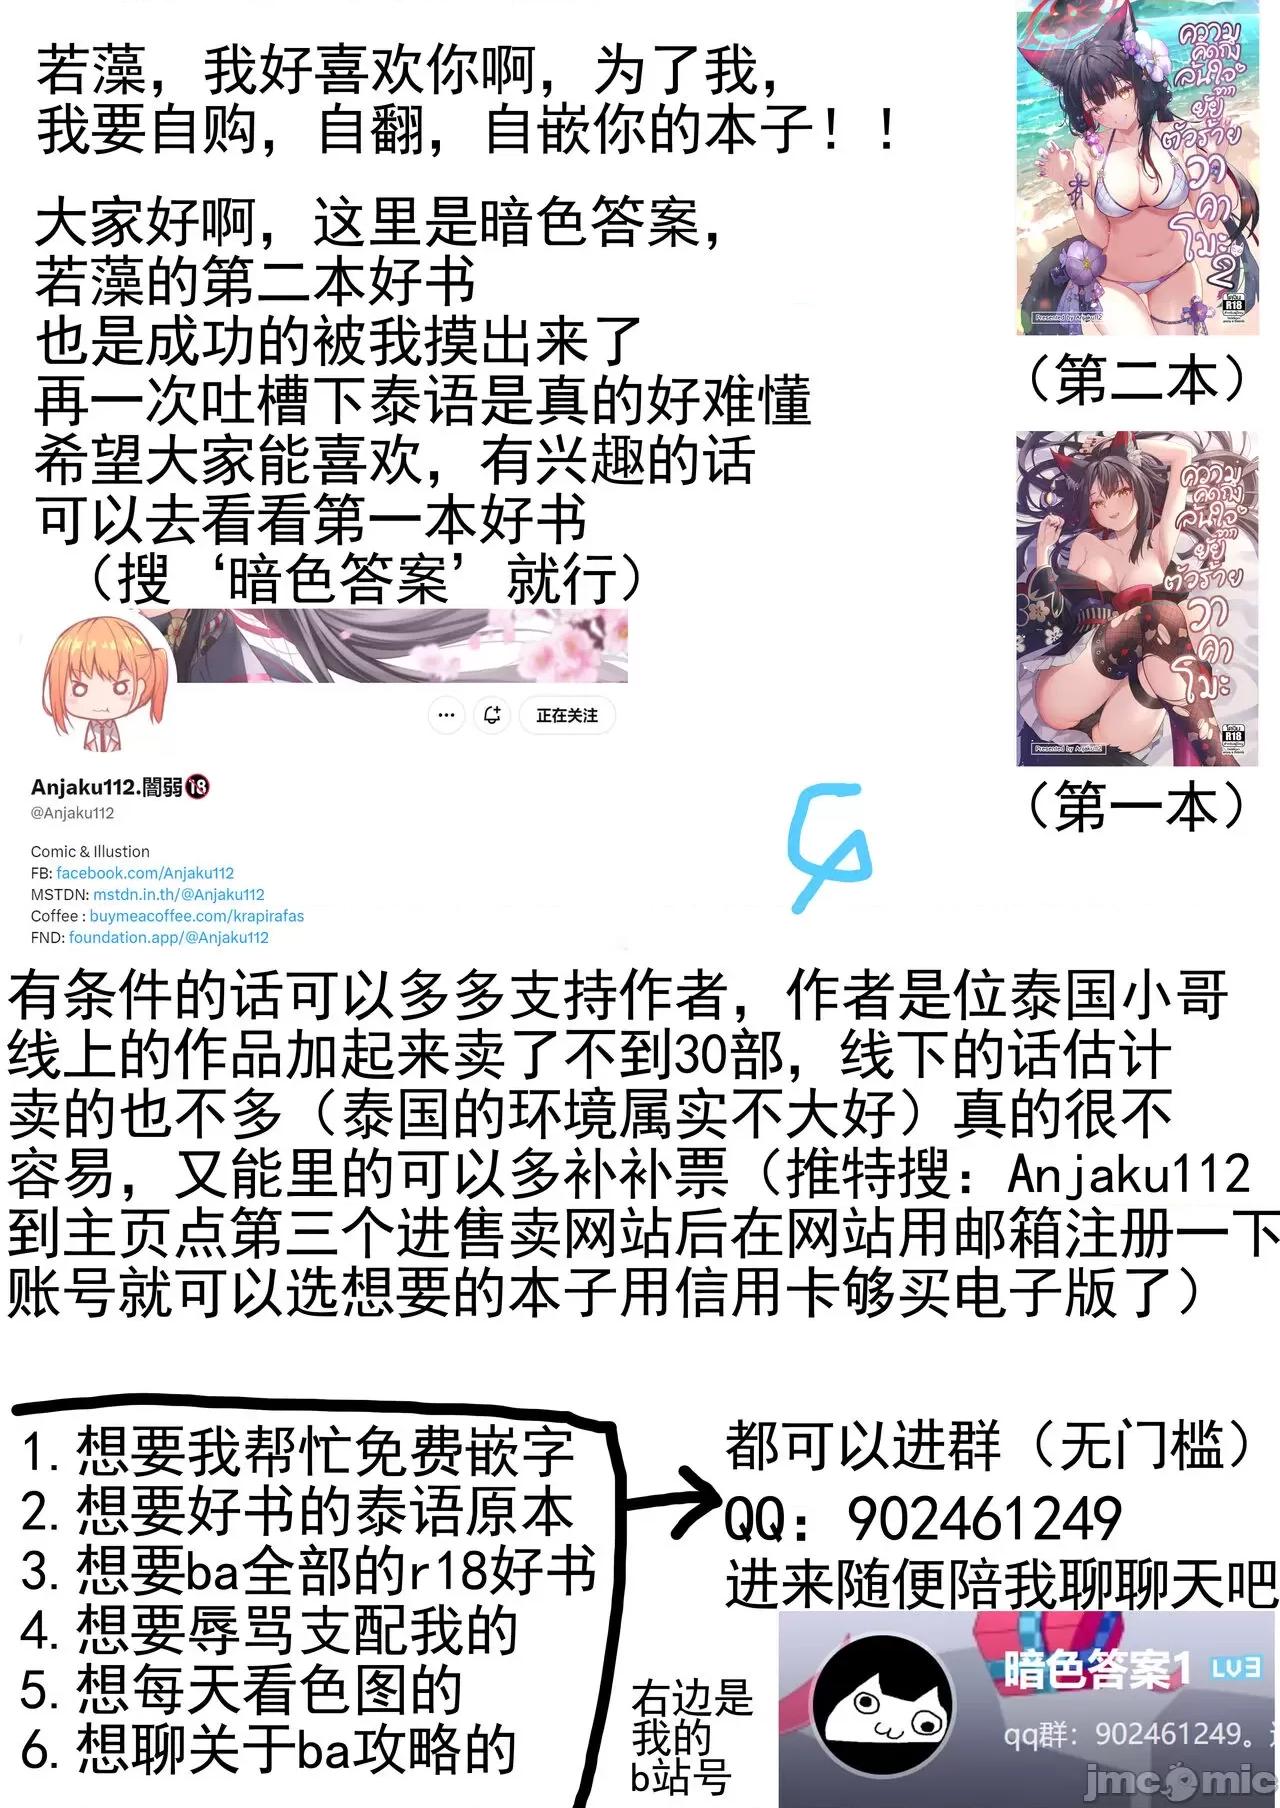 若藻，我好喜欢你啊，为了我，
我要自购，自翻，自嵌你的本子！！
大家好啊，这里是暗色答案，
若藻的第二本好书
也是成功的被我摸出来了
再一次吐槽下泰语是真的好难懂
希望大家能喜欢，有兴趣的话
可以去看看第一本好书
（搜‘暗色答案’就行）
ความ
คิดถึง
ล้นใจ
จาก
ยัย
ตัวร้าย
วา
คา
โมะ
2
R18
Presented by Anjaku112
（第二本）
ความ
คิดถึง
ล้นใจ
จาก
ยัย
ตัวร้าย
วา
คา
โมะ
R18
Presented by Anjaku112
（第一本）
正在关注
Anjaku112.闇弱🔞
@Anjaku112
Comic & Illustion
FB: facebook.com/Anjaku112
MSTDN: mstdn.in.th/@Anjaku112
Coffee : buymeacoffee.com/krapirafas
FND: foundation.app/@Anjaku112
有条件的话可以多多支持作者，作者是位泰国小哥
线上的作品加起来卖了不到30部，线下的话估计
卖的也不多（泰国的环境属实不大好）真的很不
容易，又能里的可以多补补票（推特搜：Anjaku112
到主页点第三个进售卖网站后在网站用邮箱注册一下
账号就可以选想要的本子用信用卡够买电子版了）
1.想要我帮忙免费嵌字
2.想要好书的泰语原本
3.想要ba全部的r18好书
4.想要辱骂支配我的
5.想每天看色图的
6.想聊关于ba攻略的
都可以进群（无门槛）
QQ：902461249
进来随便陪我聊聊天吧
右边是
我的
b站号
暗色答案1 LV3
qq群：902461249。
jmcomic